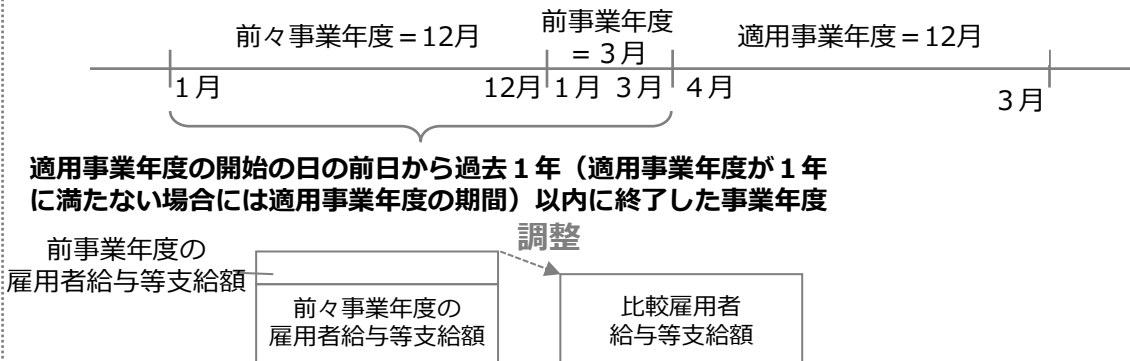 前々事業年度＝12月
前事業年度
＝３月
適用事業年度＝12月
１月
12月
１月
３月
４月
３月
適用事業年度の開始の日の前日から過去１年（適用事業年度が１年
に満たない場合には適用事業年度の期間）以内に終了した事業年度
調整
前事業年度の
雇用者給与等支給額
前々事業年度の
雇用者給与等支給額
比較雇用者
給与等支給額